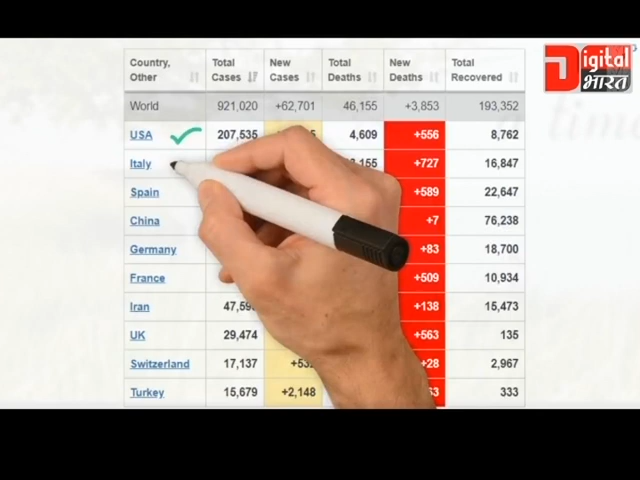 Digital
भारत
Country, Other Total Cases New Cases Total Deaths New Deaths Total Recovered
World 921,020 +62,701 46,155 +3,853 193,352
USA 207,535 4,609 +556 8,762
Italy +727 16,847
Spain +589 22,647
China +7 76,238
Germany +83 18,700
France +509 10,934
Iran +138 15,473
UK 29,474 +563 135
Switzerland 17,137 +28 2,967
Turkey 15,679 +2,148 333